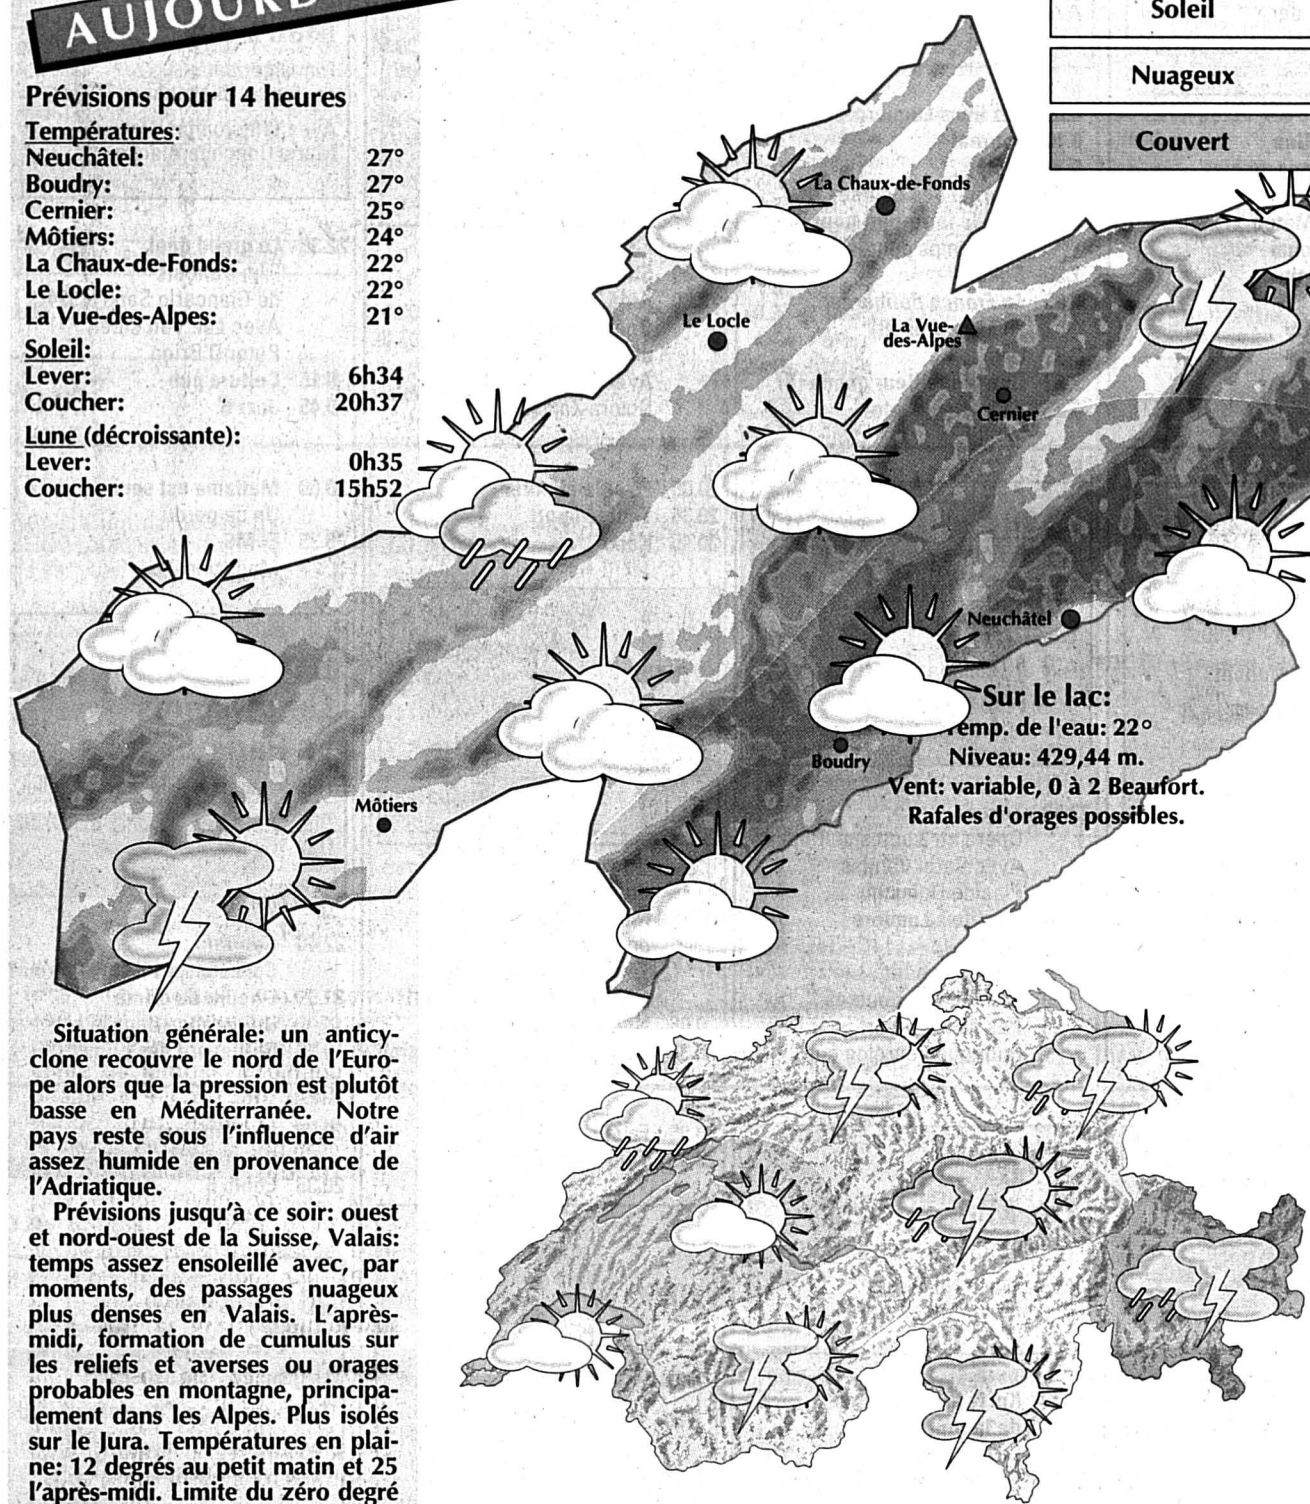 AUJOURD
Prévisions pour 14 heures
Températures:
Neuchâtel: 27°
Boudry: 27°
Cernier: 25°
Môtiers: 24°
La Chaux-de-Fonds: 22°
Le Locle: 22°
La Vue-des-Alpes: 21°
Soleil:
Lever: 6h34
Coucher: 20h37
Lune (décroissante):
Lever: 0h35
Coucher: 15h52
Soleil
Nuageux
Couvert
La Chaux-de-Fonds
Le Locle
La Vue-
des-Alpes
Cernier
Neuchâtel
Boudry
Môtiers
Sur le lac:
emp. de l'eau: 22°
Niveau: 429,44 m.
Vent: variable, 0 à 2 Beaufort.
Rafales d'orages possibles.
Situation générale: un anticy-
clone recouvre le nord de l'Euro-
pe alors que la pression est plutôt
basse en Méditerranée. Notre
pays reste sous l'influence d'air
assez humide en provenance de
l'Adriatique.
Prévisions jusqu'à ce soir: ouest
et nord-ouest de la Suisse, Valais:
temps assez ensoleillé avec, par
moments, des passages nuageux
plus denses en Valais. L'après-
midi, formation de cumulus sur
les reliefs et averses ou orages
probables en montagne, principa-
lement dans les Alpes. Plus isolés
sur le Jura. Températures en plai-
ne: 12 degrés au petit matin et 25
l'après-midi. Limite du zéro degré